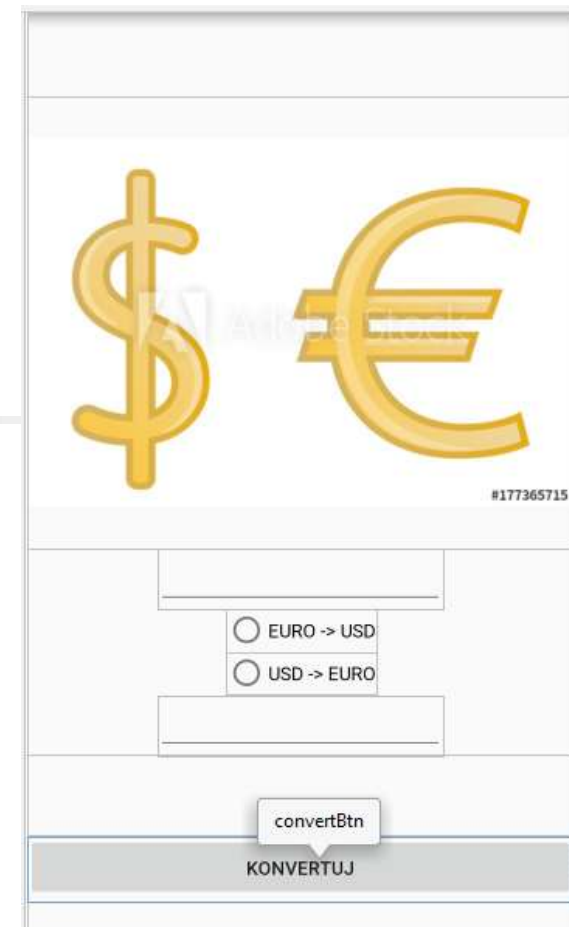 Adobe Stock
#177365715
EURO -> USD
USD -> EURO
convertBtn
KONVERTUJ